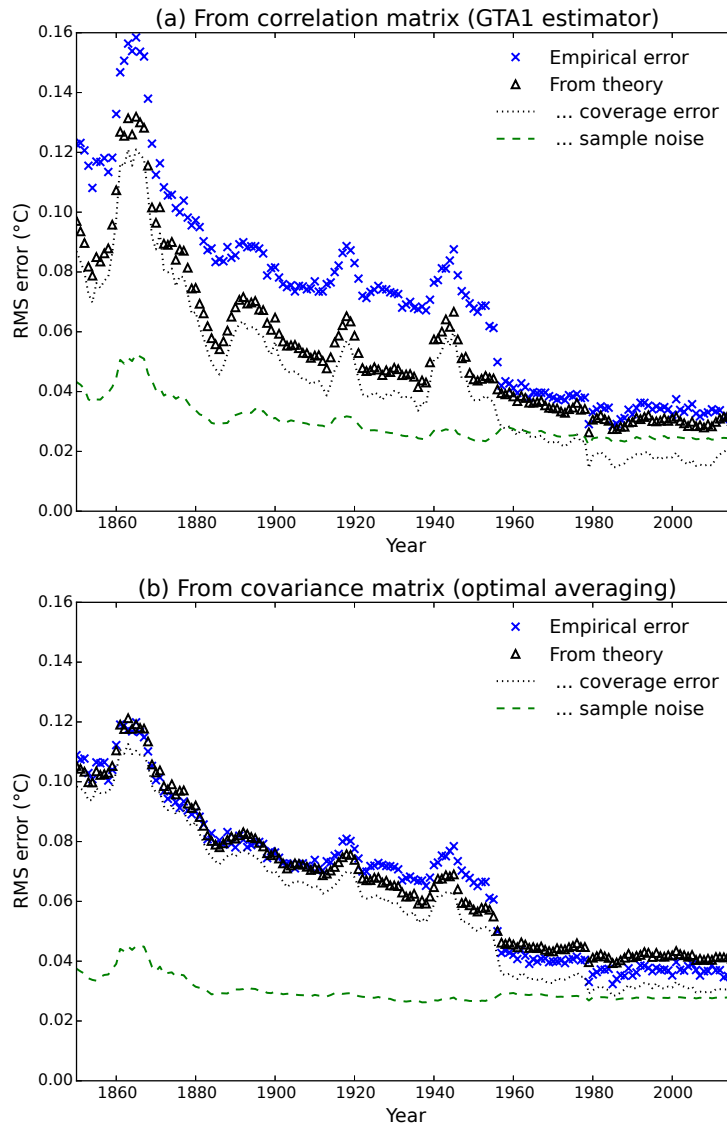 (a) From correlation matrix (GTA1 estimator)
0.16
0.14
0.12
0.10
0.08
0.06
0.04
0.02
0.00
RMS error (°C)
Empirical error
From theory
... coverage error
... sample noise
1860 1880 1900 1920 1940 1960 1980 2000
Year
(b) From covariance matrix (optimal averaging)
0.16
0.14
0.12
0.10
0.08
0.06
0.04
0.02
0.00
RMS error (°C)
Empirical error
From theory
... coverage error
... sample noise
1860 1880 1900 1920 1940 1960 1980 2000
Year